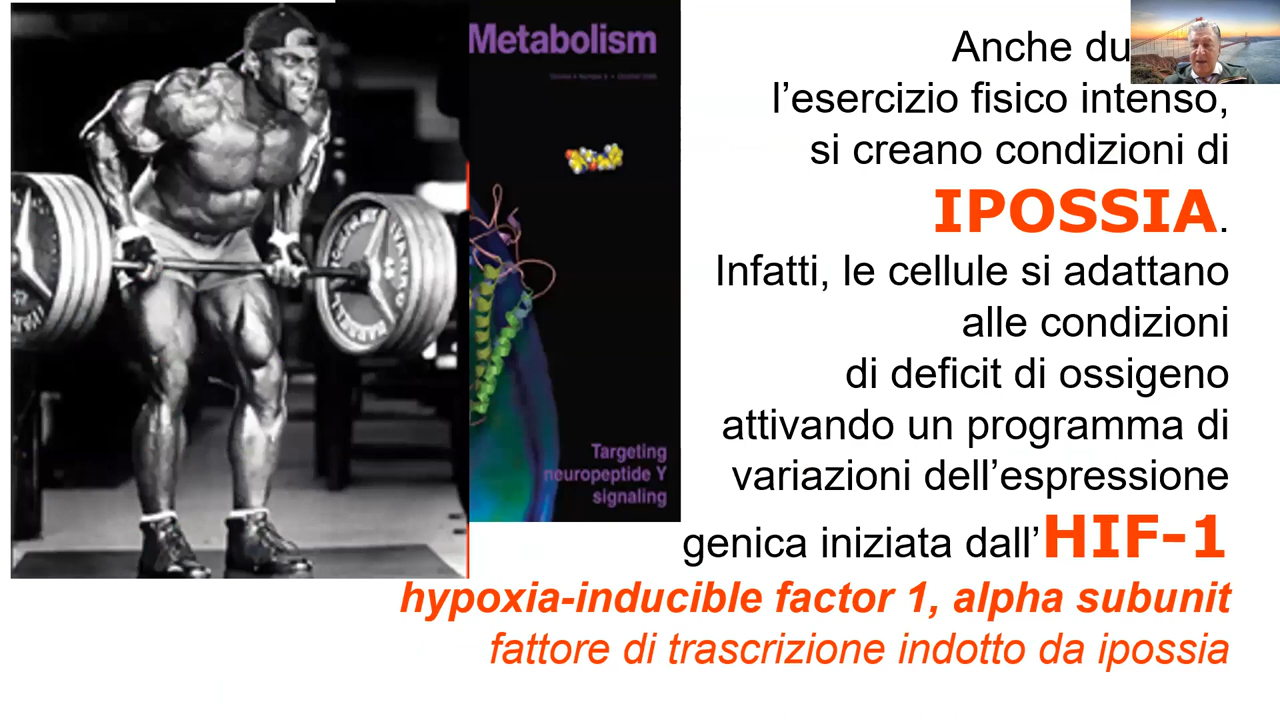 Metabolism
Targeting
neuropeptide Y
signaling
Anche du
l’esercizio fisico intenso,
si creano condizioni di
IPOSSIA.
Infatti, le cellule si adattano
alle condizioni
di deficit di ossigeno
attivando un programma di
variazioni dell’espressione
genica iniziata dall’HIF-1
hypoxia-inducible factor 1, alpha subunit
fattore di trascrizione indotto da ipossia